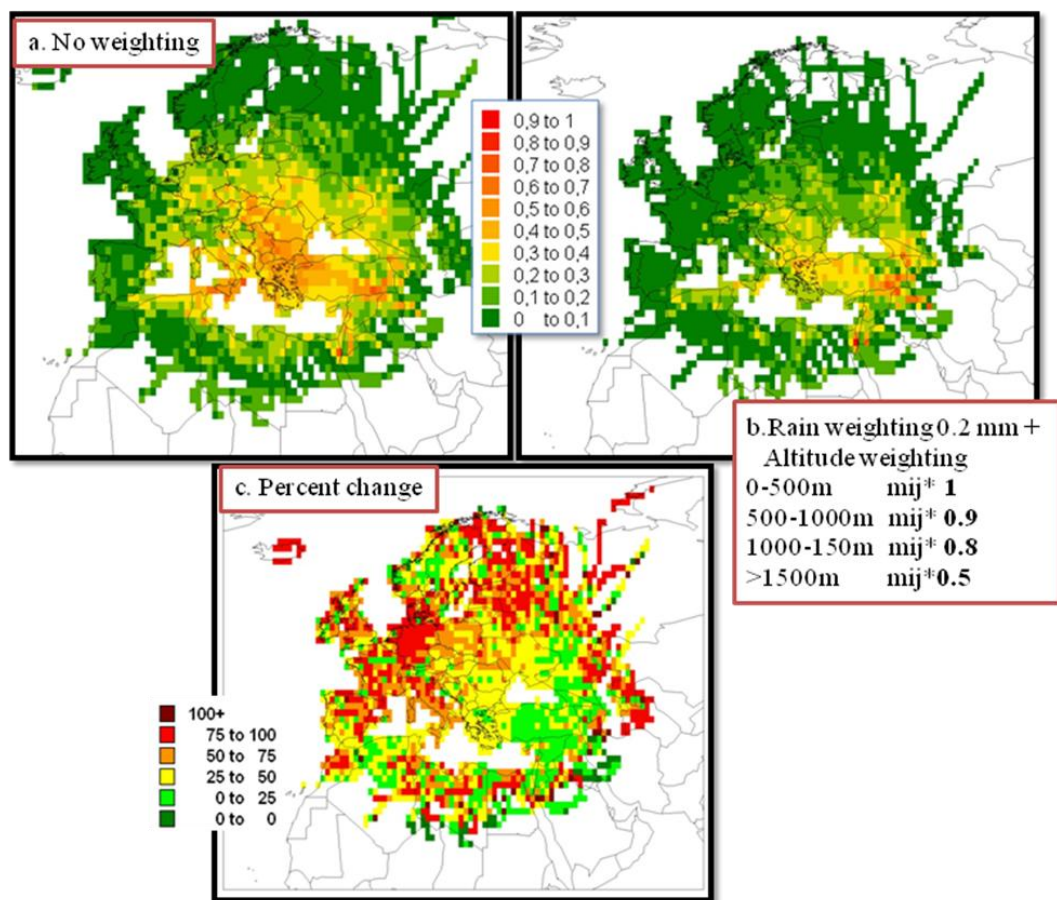 a. No weighting
0,9 to 1
0,8 to 0,9
0,7 to 0,8
0,6 to 0,7
0,5 to 0,6
0,4 to 0,5
0,3 to 0,4
0,2 to 0,3
0,1 to 0,2
0 to 0,1
b.Rain weighting 0.2 mm +
Altitude weighting
0-500m mij* 1
500-1000m mij* 0.9
1000-150m mij* 0.8
>1500m mij*0.5
c. Percent change
100+
75 to 100
50 to 75
25 to 50
0 to 25
0 to 0